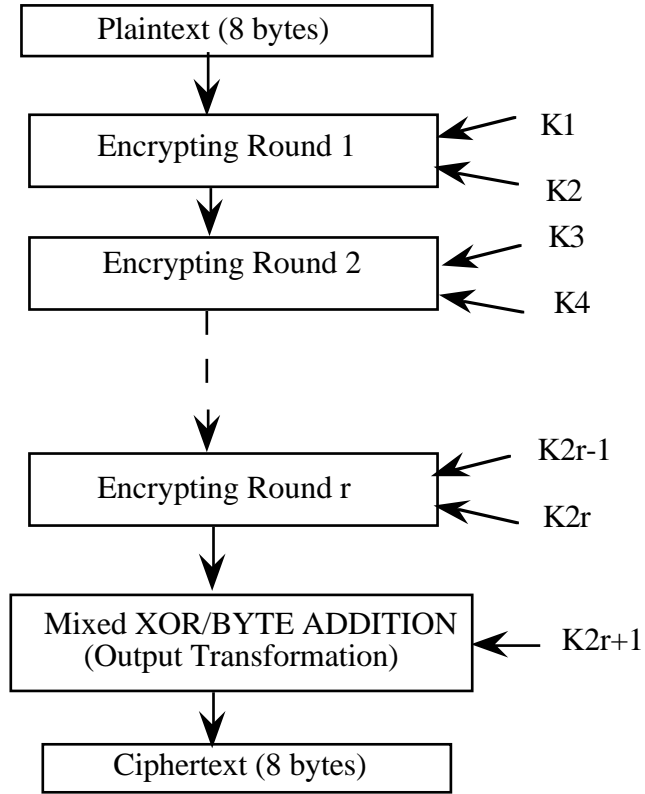 Plaintext (8 bytes)
Encrypting Round 1
K1
K2
Encrypting Round 2
K3
K4
Encrypting Round r
K2r-1
K2r
Mixed XOR/BYTE ADDITION
(Output Transformation)
K2r+1
Ciphertext (8 bytes)